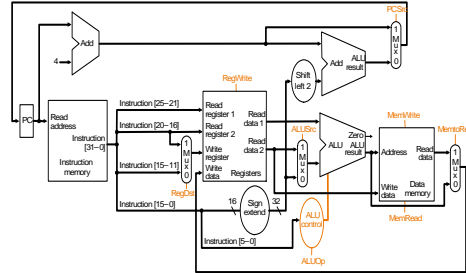 PCSrc
1
M
u
x
0
Add
4
Shift
left 2
Add
ALU
result
PC
Read
address
Instruction
[31–0]
Instruction
memory
Instruction [25–21]
Instruction [20–16]
Instruction [15–11]
Instruction [15–0]
Instruction [5–0]
0
M
u
x
1
RegDst
RegWrite
Read
register 1
Read
register 2
Write
register
Write
data
Read
data 1
Read
data 2
Registers
16
Sign
extend
32
ALUSrc
1
M
u
x
0
Zero
ALU
ALU
result
ALU
control
ALUOp
MemWrite
Address
Read
data
Write
data
Data
memory
MemRead
MemtoRe
1
M
u
x
0